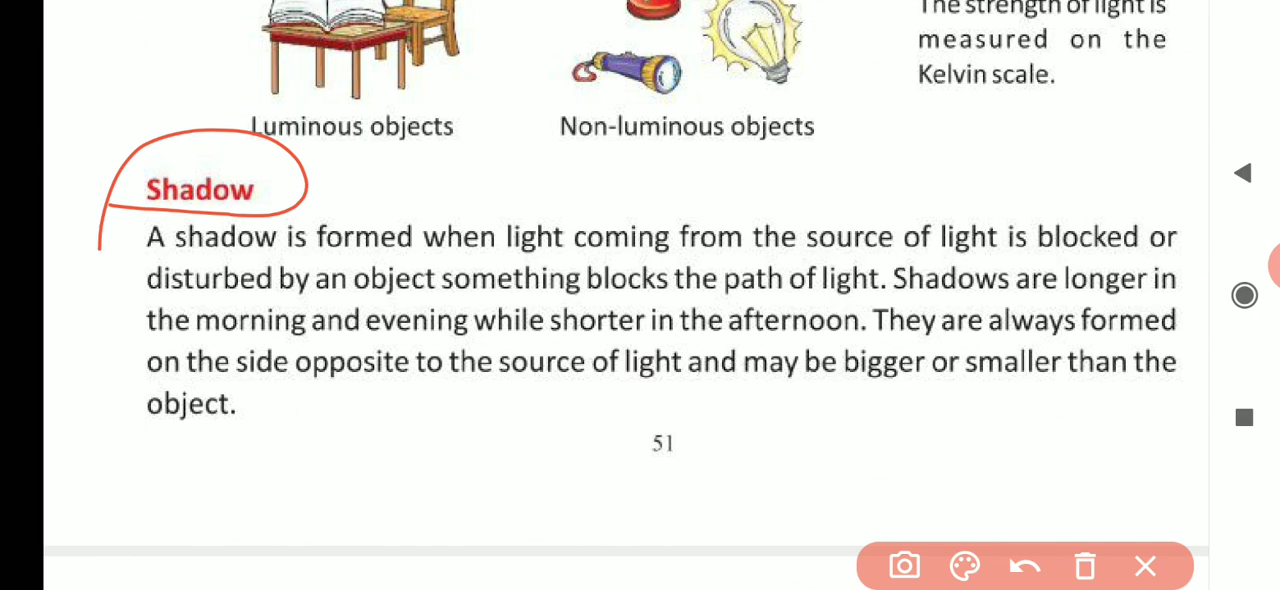 The strength of light is
measured on the
Kelvin scale.
Luminous objects
Non-luminous objects
Shadow
A shadow is formed when light coming from the source of light is blocked or
disturbed by an object something blocks the path of light. Shadows are longer in
the morning and evening while shorter in the afternoon. They are always formed
on the side opposite to the source of light and may be bigger or smaller than the
object.
51